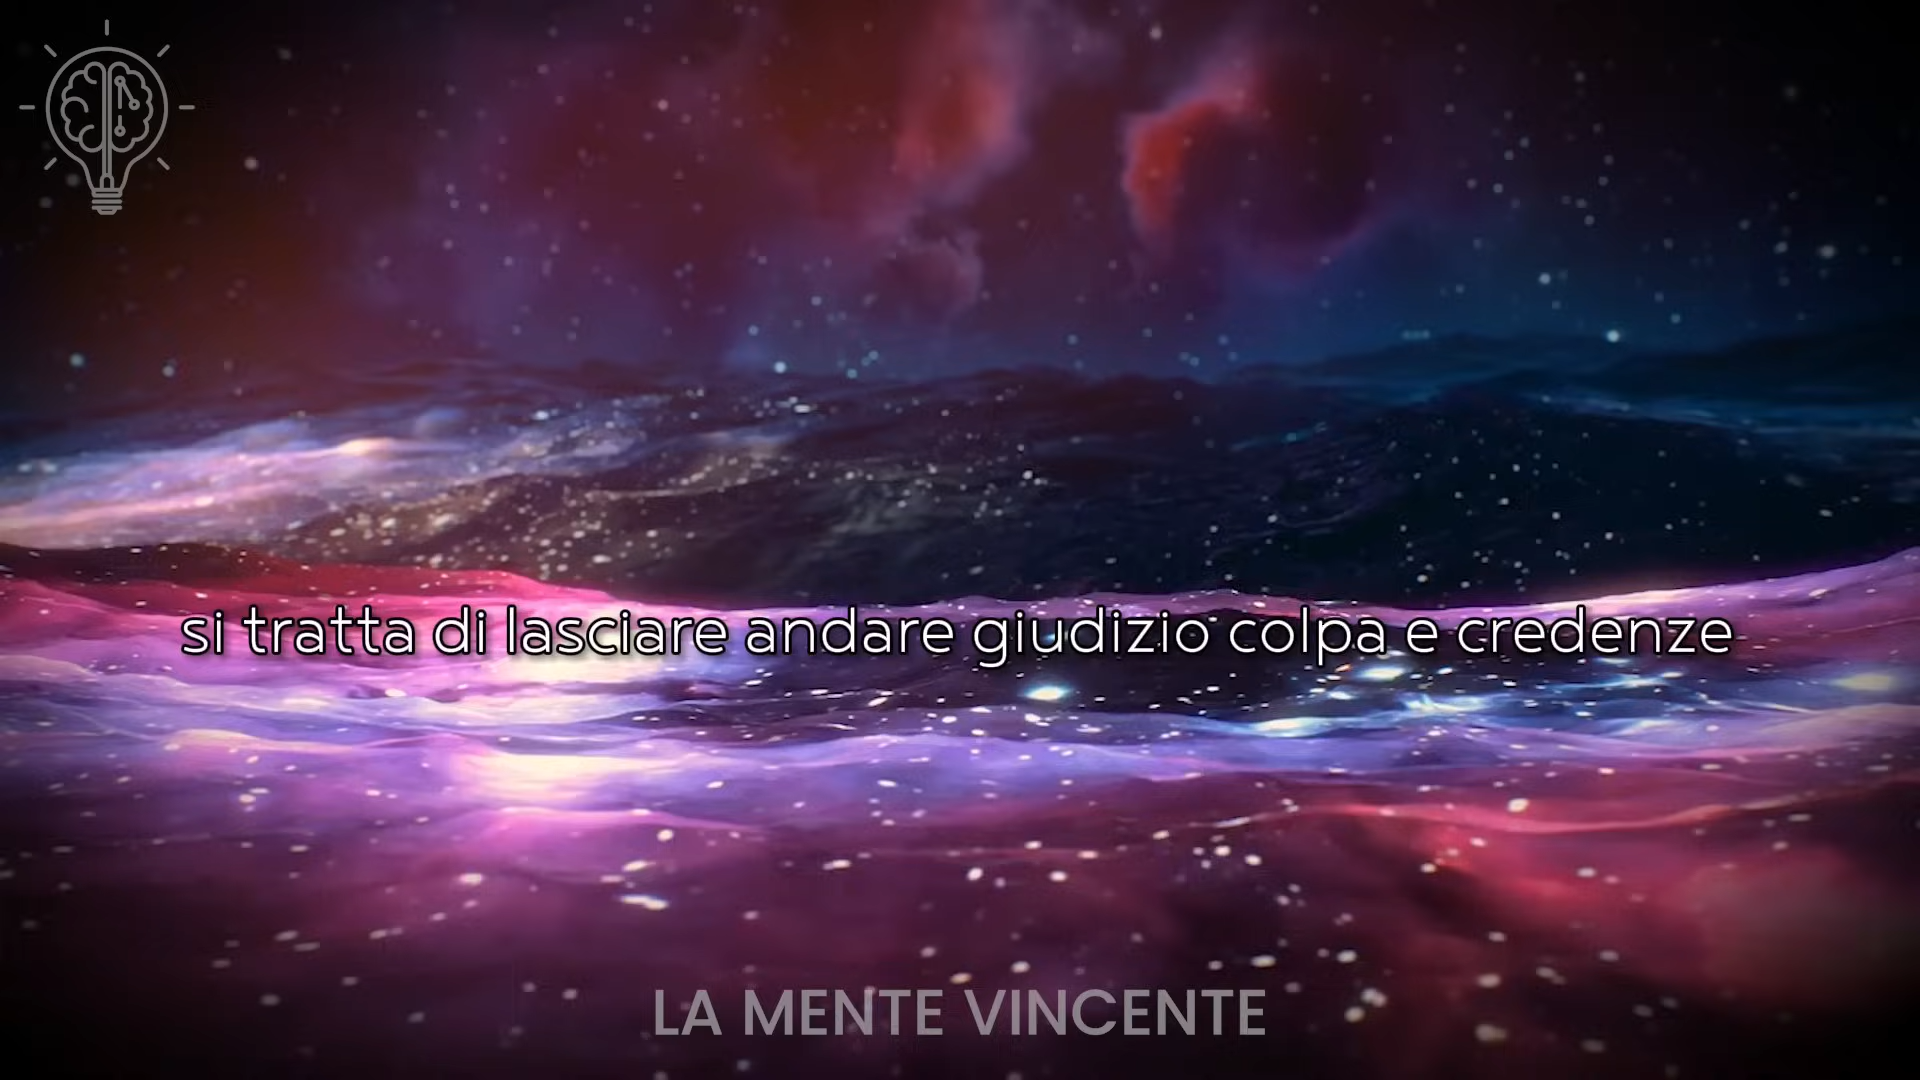 si tratta di lasciare andare giudizio colpa e credenze
LA MENTE VINCENTE